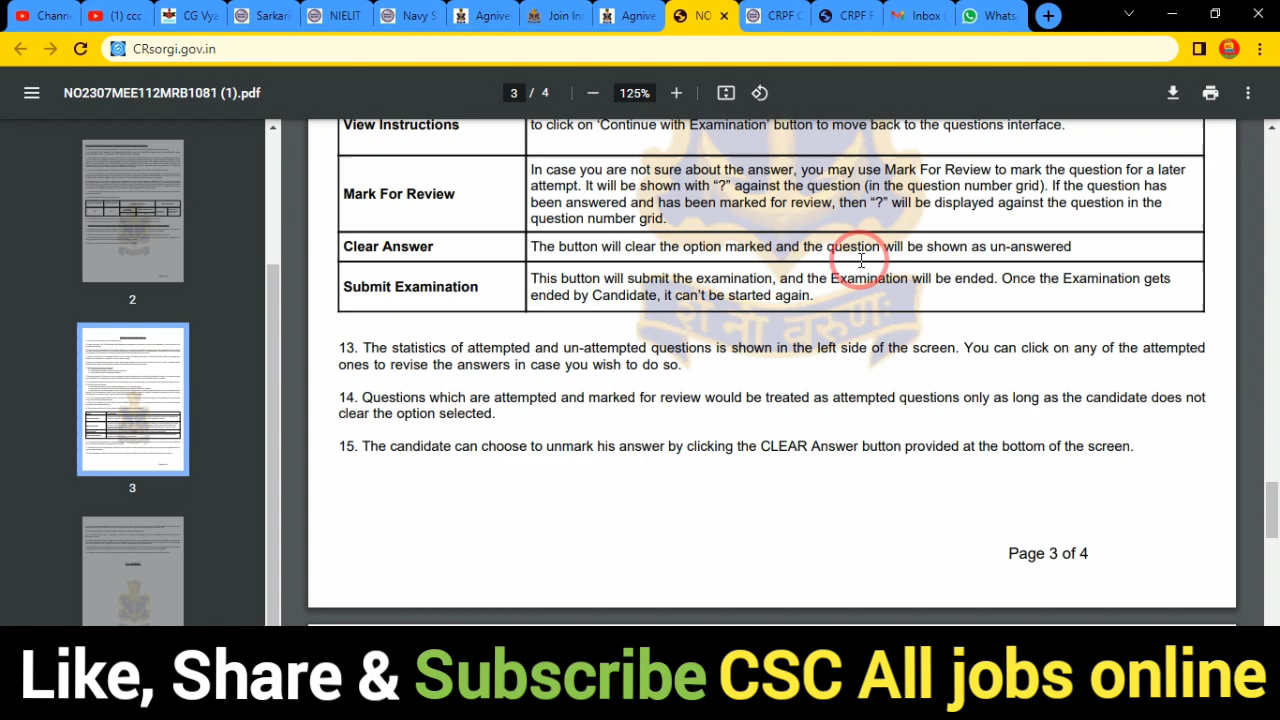 Chann
(1) ccc
CG Vya
Sarkari
NIELIT
Navy S
Agnive
Join Inc
Agnive
NO
CRPF C
CRPF F
Inbox (
Whats
CRsorgi.gov.in
NO2307MEE112MRB1081 (1).pdf
3 / 4
125%
View Instructions
to click on ‘Continue with Examination’ button to move back to the questions interface.
Mark For Review
In case you are not sure about the answer, you may use Mark For Review to mark the question for a later
attempt. It will be shown with “?” against the question (in the question number grid). If the question has
been answered and has been marked for review, then “?” will be displayed against the question in the
question number grid.
Clear Answer
The button will clear the option marked and the question will be shown as un-answered
Submit Examination
This button will submit the examination, and the Examination will be ended. Once the Examination gets
ended by Candidate, it can’t be started again.
13. The statistics of attempted and un-attempted questions is shown in the left side of the screen. You can click on any of the attempted
ones to revise the answers in case you wish to do so.
14. Questions which are attempted and marked for review would be treated as attempted questions only as long as the candidate does not
clear the option selected.
15. The candidate can choose to unmark his answer by clicking the CLEAR Answer button provided at the bottom of the screen.
Page 3 of 4
2
3
Like, Share & Subscribe CSC All jobs online